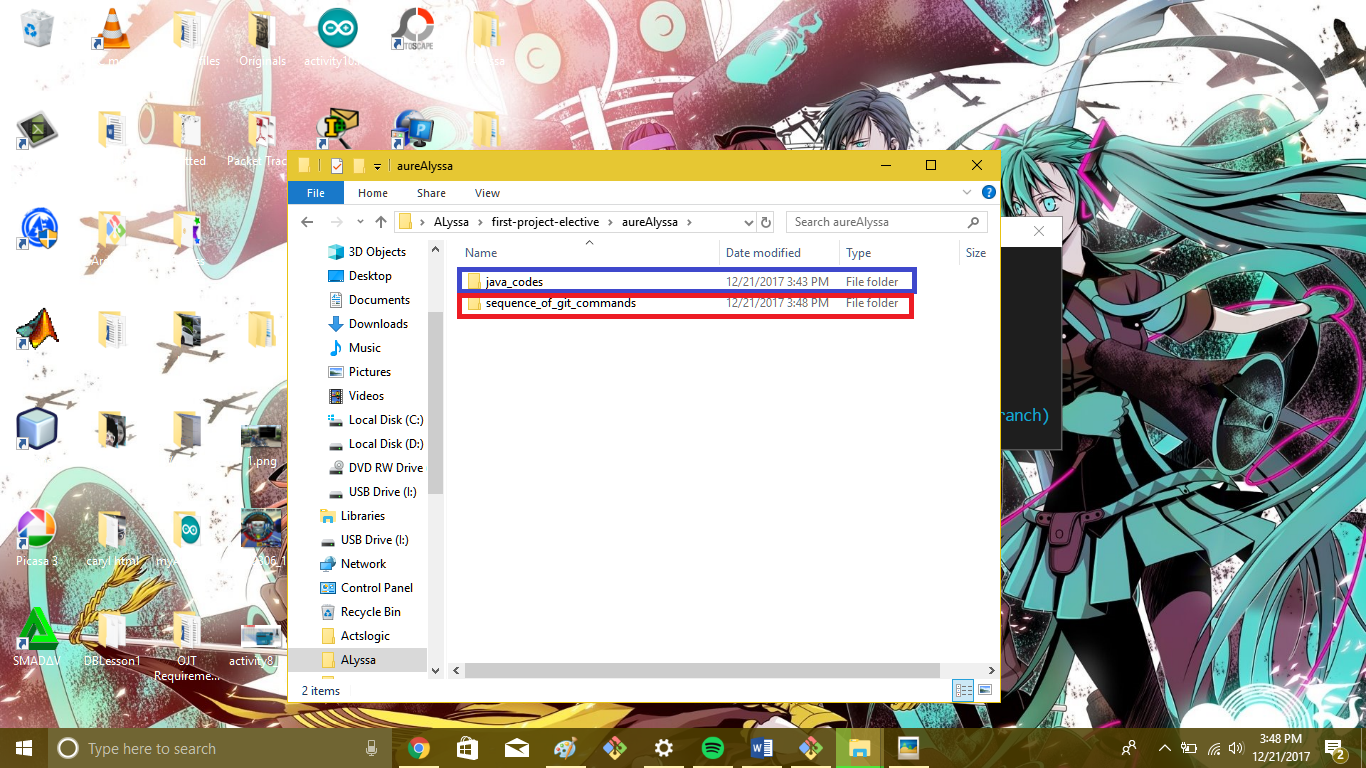 iles
Originals
activity10.
TOSCAPE
ssa
tted
Packet Trac
aureAlyssa
File
Home
Share
View
ALyssa
first-project-elective
aureAlyssa
Search aureAlyssa
Name
Date modified
Type
Size
java_codes
12/21/2017 3:43 PM
File folder
sequence_of_git_commands
12/21/2017 3:48 PM
File folder
3D Objects
Desktop
Documents
Downloads
Music
Pictures
Videos
Local Disk (C:)
Local Disk (D:)
DVD RW Drive
USB Drive (I:)
Libraries
USB Drive (I:)
Network
Control Panel
Recycle Bin
Actslogic
ALyssa
2 items
ranch)
1.png
Picasa 3
caryl html
306_1
SMADAV
DBLesson1
OJT
Requireme...
activity8
Type here to search
3:48 PM
12/21/2017
2